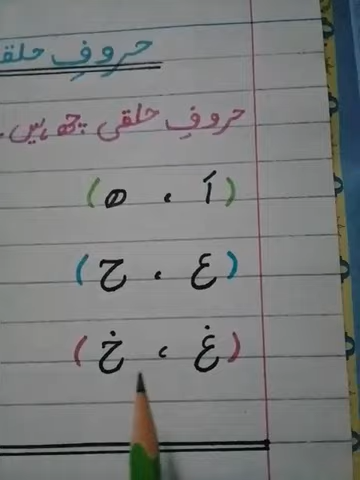 حروفِ حلقی
حروفِ حلقی چھ ہیں۔
(أ ، ه)
(ع ، ح)
(غ ، خ)